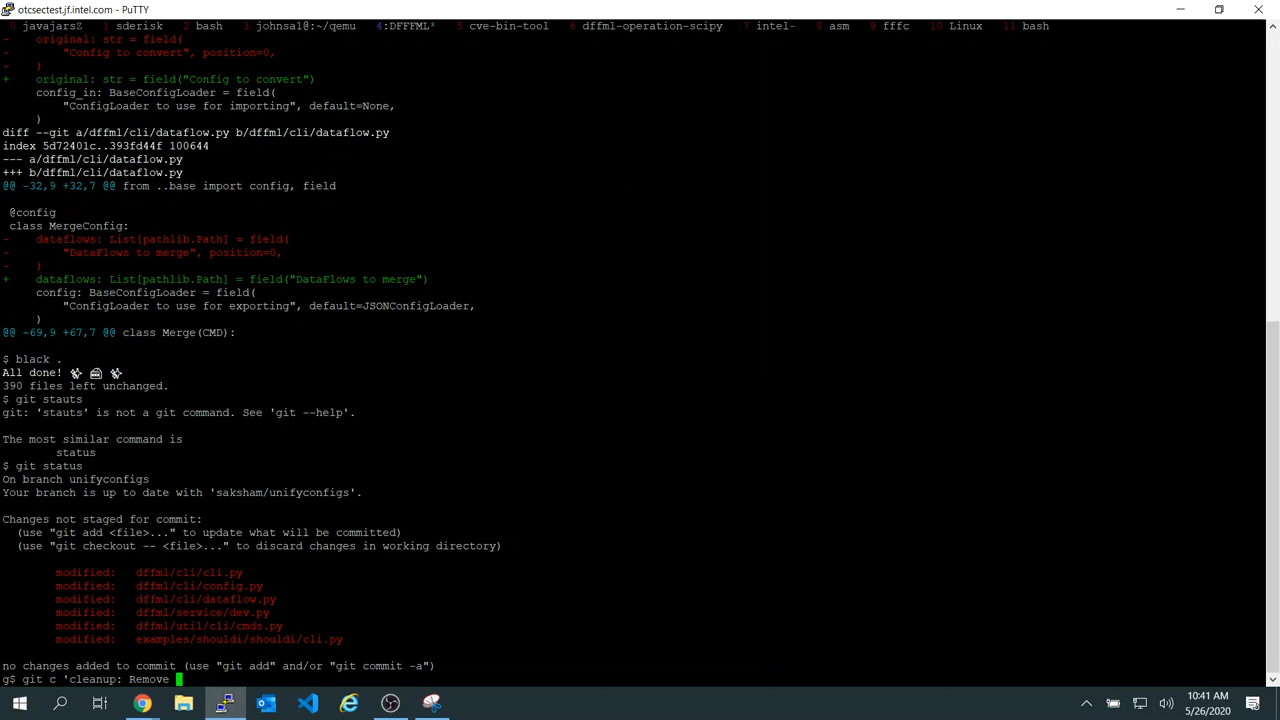 otcsectest.jf.intel.com - PuTTY
0 javajarsZ 1 sderisk 2 bash 3 johnsa1@:~/qemu 4:DFFFML* 5 cve-bin-tool 6 dffml-operation-scipy 7 intel- 8 asm 9 fffc 10 Linux 11 bash
- original: str = field(
- "Config to convert", position=0,
- )
+ original: str = field("Config to convert")
config_in: BaseConfigLoader = field(
"ConfigLoader to use for importing", default=None,
)
diff --git a/dffml/cli/dataflow.py b/dffml/cli/dataflow.py
index 5d72401c..393fd44f 100644
--- a/dffml/cli/dataflow.py
+++ b/dffml/cli/dataflow.py
@@ -32,9 +32,7 @@ from ..base import config, field
@config
class MergeConfig:
- dataflows: List[pathlib.Path] = field(
- "DataFlows to merge", position=0,
- )
+ dataflows: List[pathlib.Path] = field("DataFlows to merge")
config: BaseConfigLoader = field(
"ConfigLoader to use for exporting", default=JSONConfigLoader,
)
@@ -69,9 +67,7 @@ class Merge(CMD):
$ black .
All done! ✨ 🍰 ✨
390 files left unchanged.
$ git stauts
git: 'stauts' is not a git command. See 'git --help'.
The most similar command is
status
$ git status
On branch unifyconfigs
Your branch is up to date with 'saksham/unifyconfigs'.
Changes not staged for commit:
(use "git add <file>..." to update what will be committed)
(use "git checkout -- <file>..." to discard changes in working directory)
modified: dffml/cli/cli.py
modified: dffml/cli/config.py
modified: dffml/cli/dataflow.py
modified: dffml/service/dev.py
modified: dffml/util/cli/cmds.py
modified: examples/shouldi/shouldi/cli.py
no changes added to commit (use "git add" and/or "git commit -a")
g$ git c 'cleanup: Remove
10:41 AM
5/26/2020